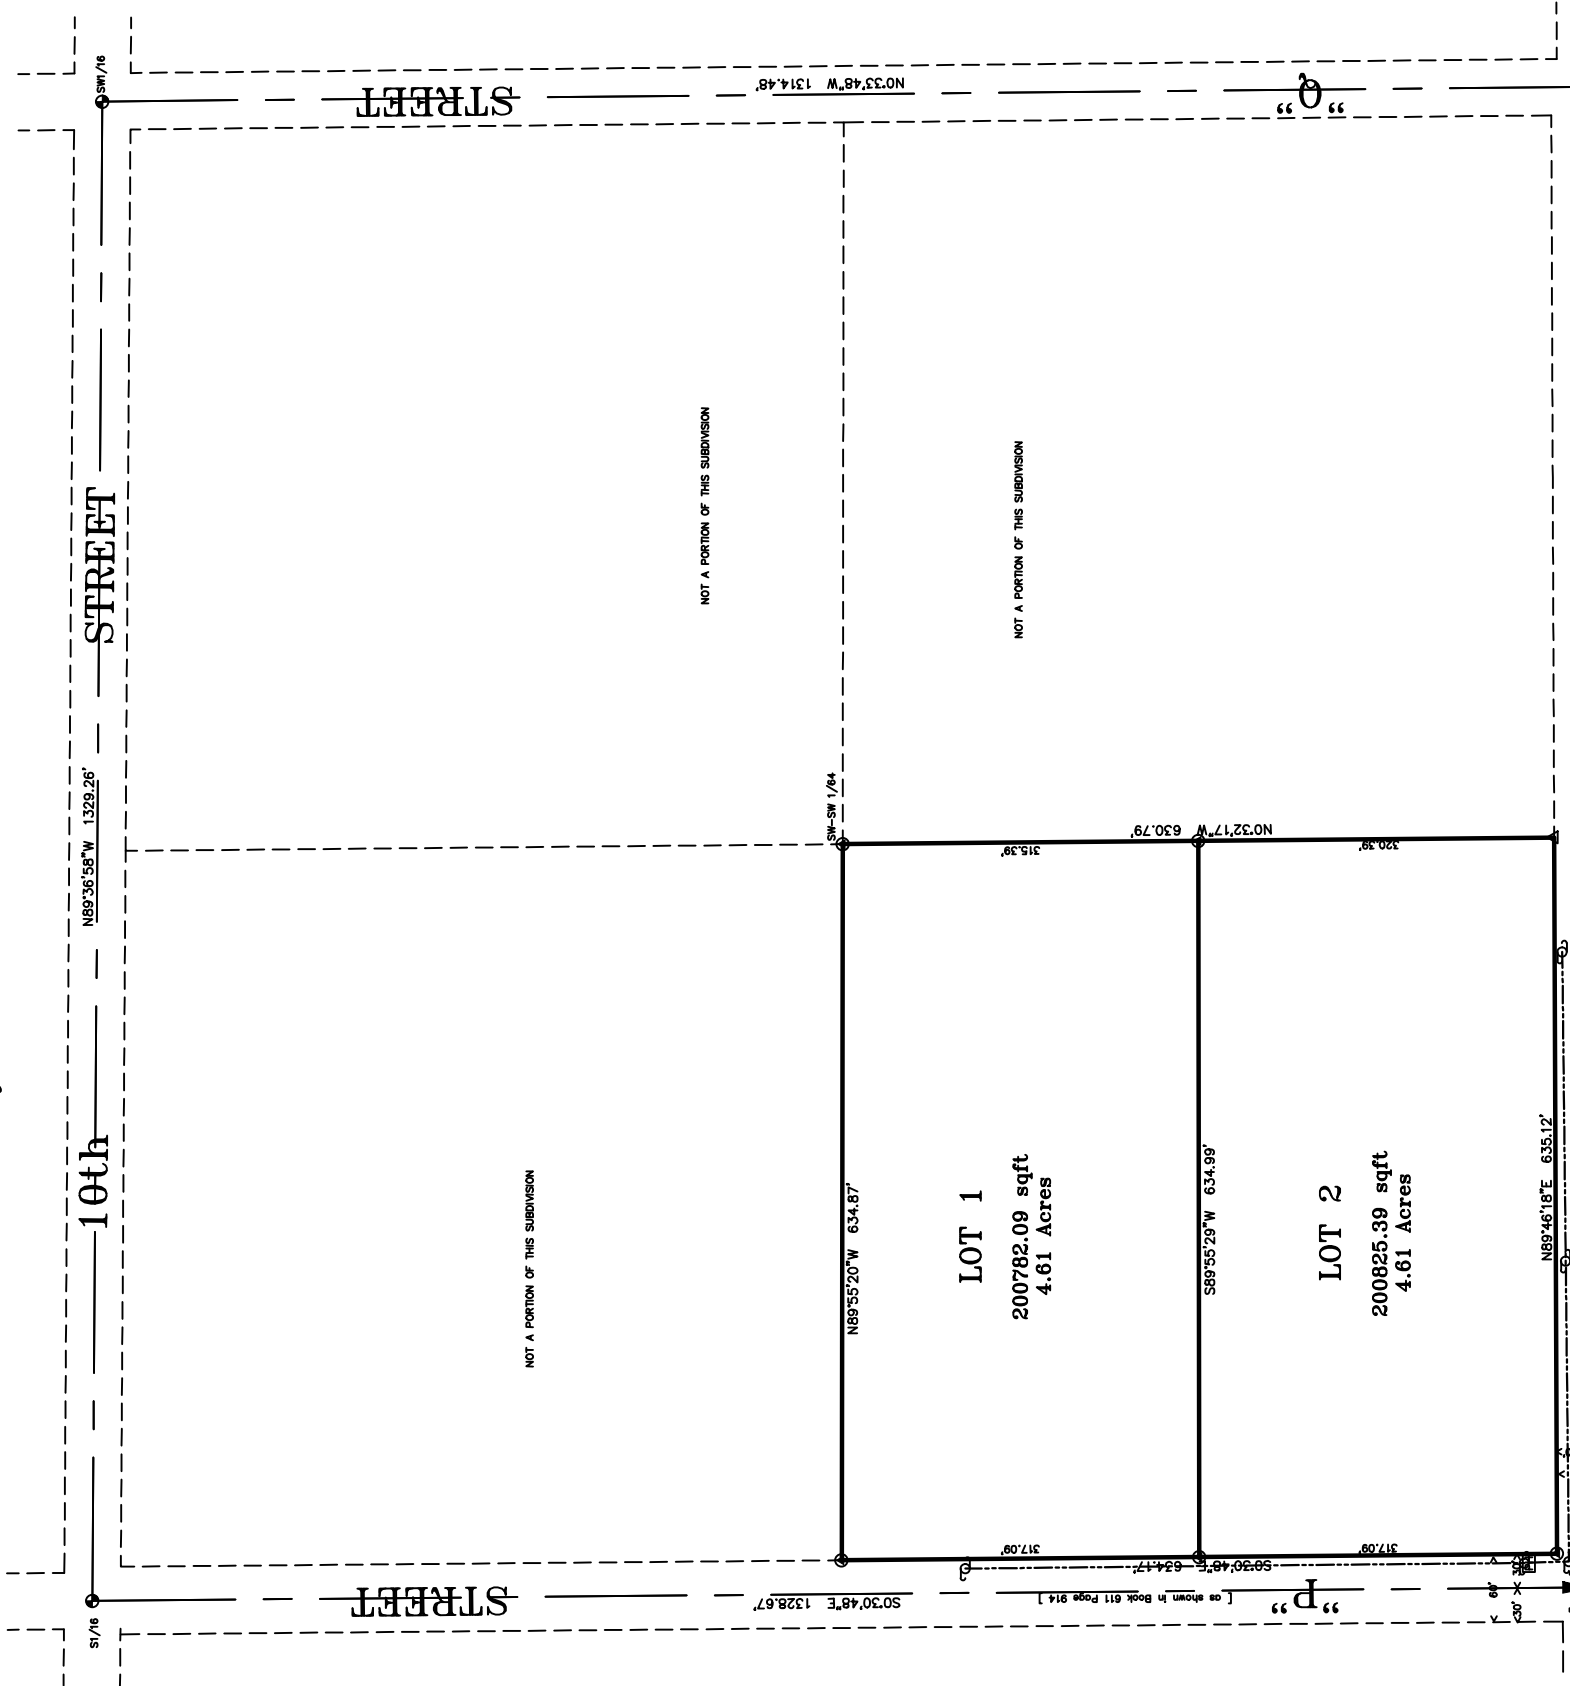 SW1/16
STREET
N0°33'48"W 1314.48'
"Q"
STREET
N89°36'58"W 1329.26'
10th
NOT A PORTION OF THIS SUBDIVISION
NOT A PORTION OF THIS SUBDIVISION
NOT A PORTION OF THIS SUBDIVISION
SW-SW 1/64
N0°32'17"W 630.79'
315.39'
320.39'
N89°55'20"W 634.87'
LOT 1
200782.09 sqft
4.61 Acres
S89°55'29"W 634.99'
LOT 2
200825.39 sqft
4.61 Acres
N89°46'18"E 635.12'
317.09'
317.09'
S0°30'48"E 634.17'
S1/16
STREET
S0°30'48"E 1328.67'
[ as shown in Book 611 Page 914 ]
"P"
60'
30'
30'